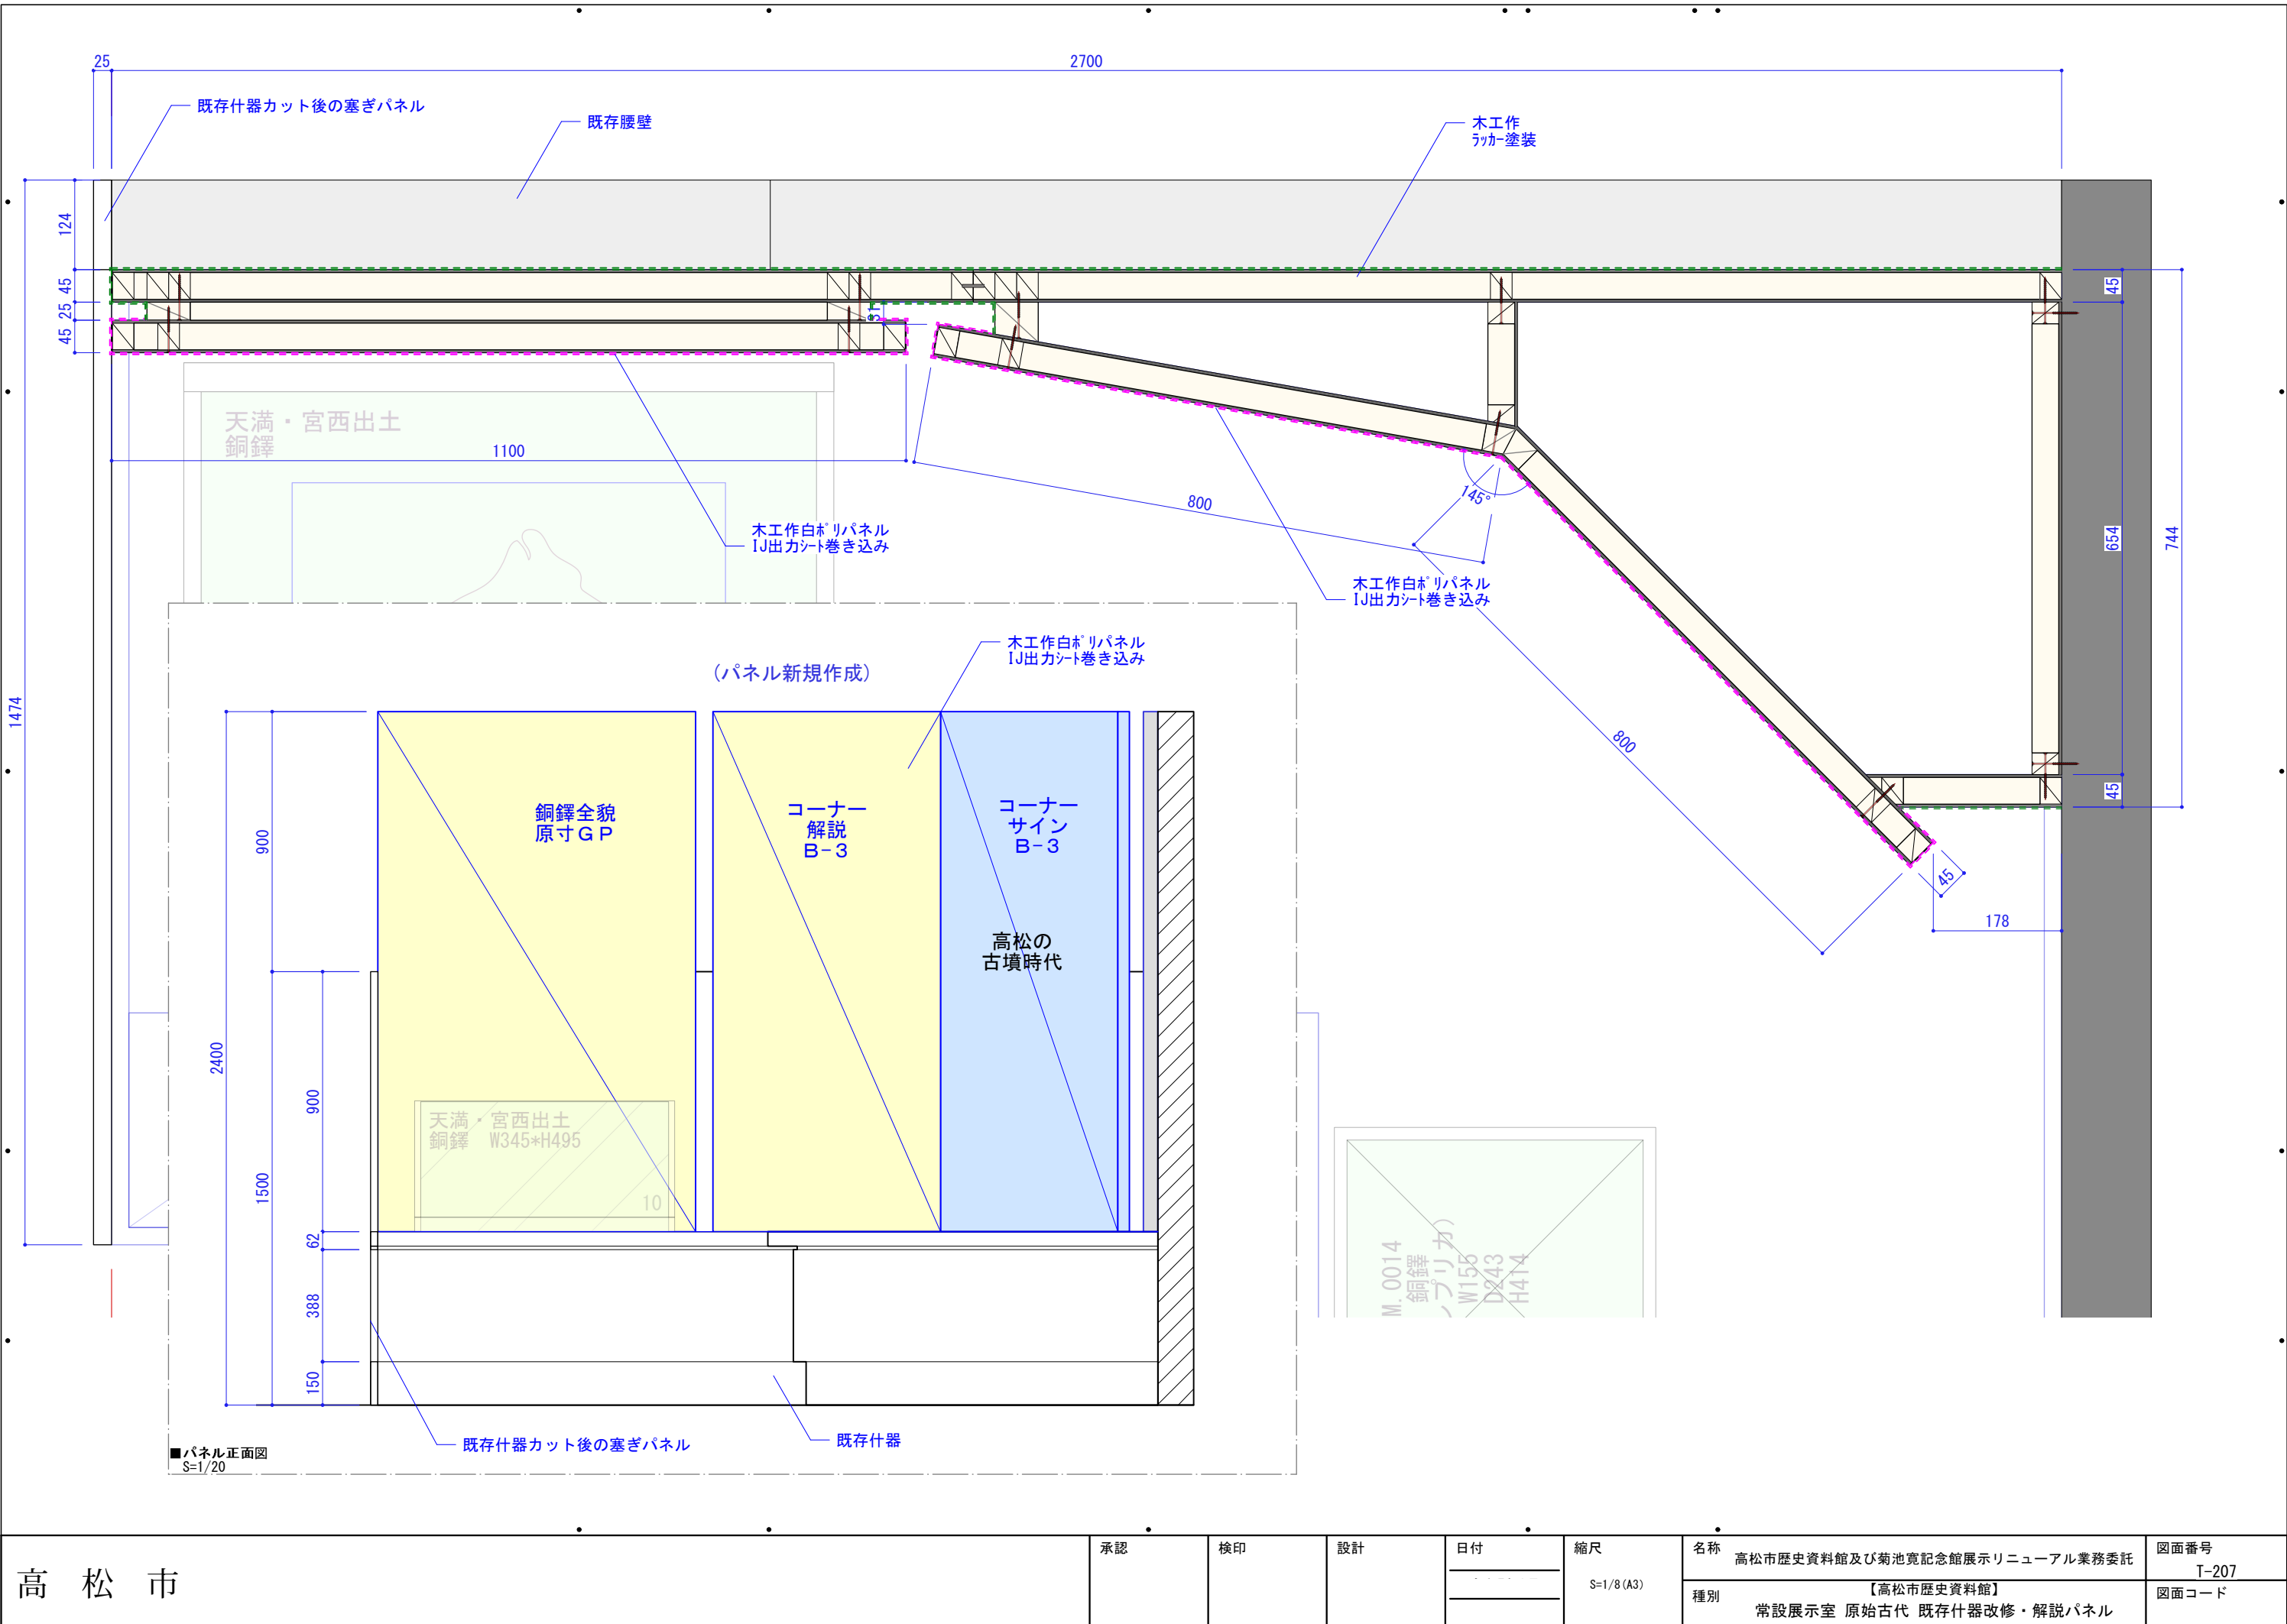 25
2700
既存什器カット後の塞ぎパネル
既存腰壁
木工作
ﾗｯｶｰ塗装
124
45
25
45
31
45
654
744
45
1474
天満・宮西出土
銅鐸
1100
木工作白ﾎﾟﾘパネル
IJ出力ｼｰﾄ巻き込み
800
145°
木工作白ﾎﾟﾘパネル
IJ出力ｼｰﾄ巻き込み
800
45
178
木工作白ﾎﾟﾘパネル
IJ出力ｼｰﾄ巻き込み
(パネル新規作成)
銅鐸全貌
原寸GP
コーナー
解説
B-3
コーナー
サイン
B-3
高松の
古墳時代
900
2400
900
1500
62
388
150
天満・宮西出土
銅鐸 W345*H495
10
M.0014
銅鐸
プリカ)
W155
D243
H414
既存什器カット後の塞ぎパネル
既存什器
■パネル正面図
S=1/20
高松市
承認
検印
設計
日付
縮尺
S=1/8(A3)
名称
高松市歴史資料館及び菊池寛記念館展示リニューアル業務委託
種別
【高松市歴史資料館】
常設展示室 原始古代 既存什器改修・解説パネル
図面番号
T-207
図面コード